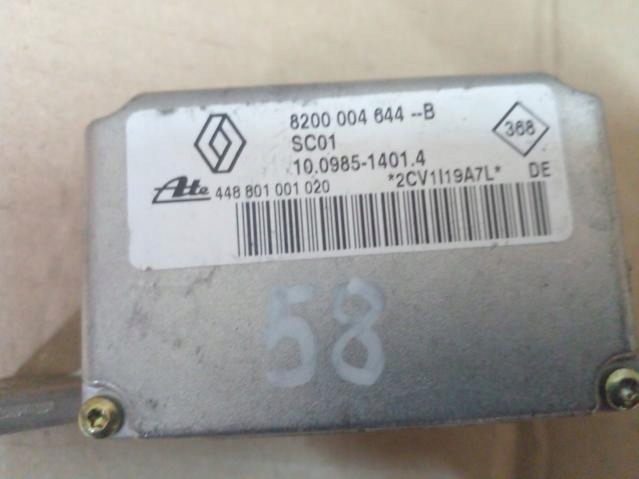 8200 004 644 --B
SC01
368
10.0985-1401.4
Ate 448 801 001 020
*2CV1I19A7L* DE
58